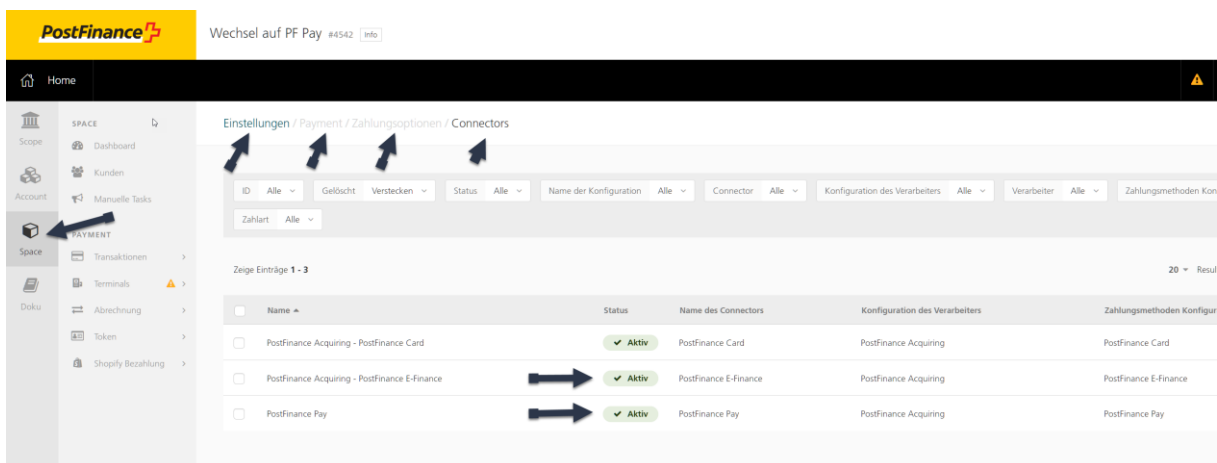 PostFinance
Wechsel auf PF Pay #4542 Info
Home
Scope
Account
Space
Doku
SPACE
Dashboard
Kunden
Manuelle Tasks
PAYMENT
Transaktionen
Terminals
Abrechnung
Token
Shopify Bezahlung
Einstellungen / Payment / Zahlungsoptionen / Connectors
ID Alle Gelöscht Verstecken Status Alle Name der Konfiguration Alle Connector Alle Konfiguration des Verarbeiters Alle Verarbeiter Alle Zahlungsmethoden Kon
Zahlart Alle
Zeige Einträge 1 - 3 20 Resul
Name Status Name des Connectors Konfiguration des Verarbeiters Zahlungsmethoden Konfigur
PostFinance Acquiring - PostFinance Card Aktiv PostFinance Card PostFinance Acquiring PostFinance Card
PostFinance Acquiring - PostFinance E-Finance Aktiv PostFinance E-Finance PostFinance Acquiring PostFinance E-Finance
PostFinance Pay Aktiv PostFinance Pay PostFinance Acquiring PostFinance Pay